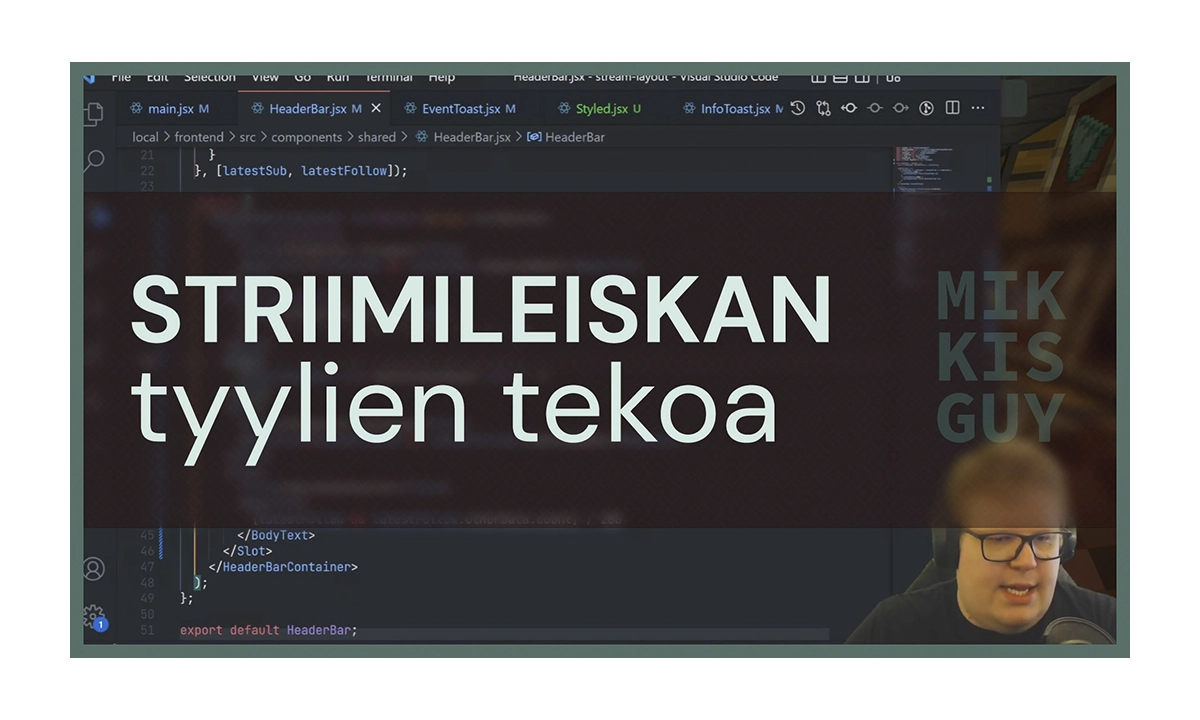 File Edit Selection View Go Run Terminal Help HeaderBar.jsx - stream-layout - Visual Studio Code
main.jsx M HeaderBar.jsx M EventToast.jsx M Styled.jsx U InfoToast.jsx M
local > frontend > src > components > shared > HeaderBar.jsx > HeaderBar
21 }
22 }, [latestSub, latestFollow]);
23
STRIIMILEISKAN
tyylien tekoa
MIK
KIS
GUY
45 </BodyText>
46 </Slot>
47 </HeaderBarContainer>
48 );
49 };
50
51 export default HeaderBar;
1